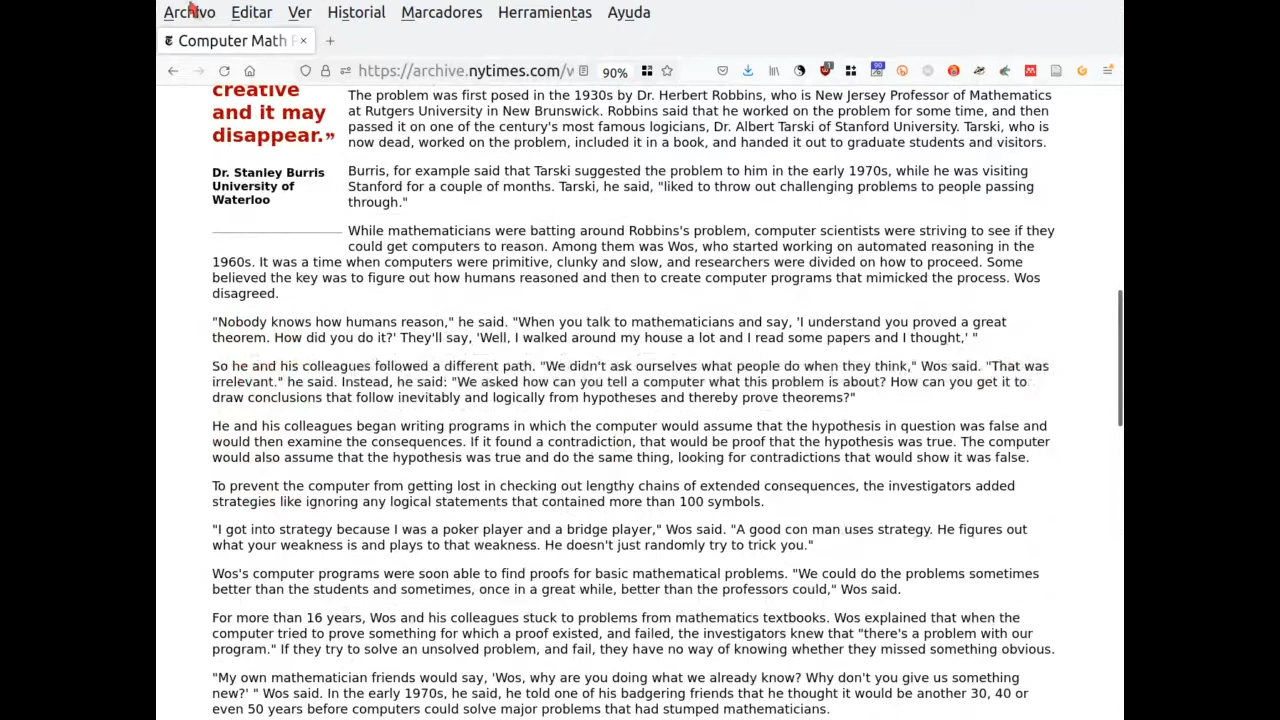 Archivo Editar Ver Historial Marcadores Herramientas Ayuda
Computer Math
https://archive.nytimes.com/v
90%
90
creative
and it may
disappear.”
Dr. Stanley Burris
University of
Waterloo
The problem was first posed in the 1930s by Dr. Herbert Robbins, who is New Jersey Professor of Mathematics
at Rutgers University in New Brunswick. Robbins said that he worked on the problem for some time, and then
passed it on one of the century's most famous logicians, Dr. Albert Tarski of Stanford University. Tarski, who is
now dead, worked on the problem, included it in a book, and handed it out to graduate students and visitors.
Burris, for example said that Tarski suggested the problem to him in the early 1970s, while he was visiting
Stanford for a couple of months. Tarski, he said, "liked to throw out challenging problems to people passing
through."
While mathematicians were batting around Robbins's problem, computer scientists were striving to see if they
could get computers to reason. Among them was Wos, who started working on automated reasoning in the
1960s. It was a time when computers were primitive, clunky and slow, and researchers were divided on how to proceed. Some
believed the key was to figure out how humans reasoned and then to create computer programs that mimicked the process. Wos
disagreed.
"Nobody knows how humans reason," he said. "When you talk to mathematicians and say, 'I understand you proved a great
theorem. How did you do it?' They'll say, 'Well, I walked around my house a lot and I read some papers and I thought,' "
So he and his colleagues followed a different path. "We didn't ask ourselves what people do when they think," Wos said. "That was
irrelevant." he said. Instead, he said: "We asked how can you tell a computer what this problem is about? How can you get it to
draw conclusions that follow inevitably and logically from hypotheses and thereby prove theorems?"
He and his colleagues began writing programs in which the computer would assume that the hypothesis in question was false and
would then examine the consequences. If it found a contradiction, that would be proof that the hypothesis was true. The computer
would also assume that the hypothesis was true and do the same thing, looking for contradictions that would show it was false.
To prevent the computer from getting lost in checking out lengthy chains of extended consequences, the investigators added
strategies like ignoring any logical statements that contained more than 100 symbols.
"I got into strategy because I was a poker player and a bridge player," Wos said. "A good con man uses strategy. He figures out
what your weakness is and plays to that weakness. He doesn't just randomly try to trick you."
Wos's computer programs were soon able to find proofs for basic mathematical problems. "We could do the problems sometimes
better than the students and sometimes, once in a great while, better than the professors could," Wos said.
For more than 16 years, Wos and his colleagues stuck to problems from mathematics textbooks. Wos explained that when the
computer tried to prove something for which a proof existed, and failed, the investigators knew that "there's a problem with our
program." If they try to solve an unsolved problem, and fail, they have no way of knowing whether they missed something obvious.
"My own mathematician friends would say, 'Wos, why are you doing what we already know? Why don't you give us something
new?' " Wos said. In the early 1970s, he said, he told one of his badgering friends that he thought it would be another 30, 40 or
even 50 years before computers could solve major problems that had stumped mathematicians.